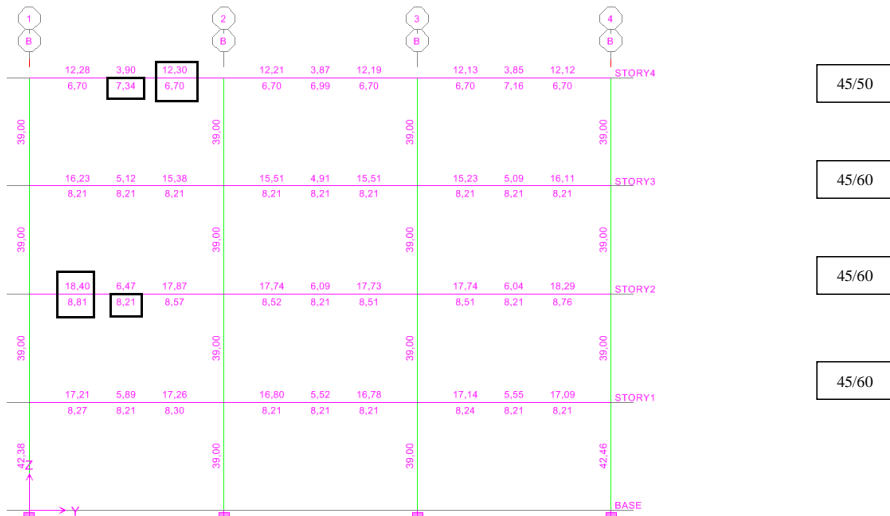 1 2 3 4
B B B B
12,28 3,90 12,30 12,21 3,87 12,19 12,13 3,85 12,12 STORY4
6,70 7,34 6,70 6,70 6,99 6,70 6,70 7,16 6,70
45/50
39,00 39,00 39,00 39,00
16,23 5,12 15,38 15,51 4,91 15,51 15,23 5,09 16,11 STORY3
8,21 8,21 8,21 8,21 8,21 8,21 8,21 8,21 8,21
45/60
39,00 39,00 39,00 39,00
18,40 6,47 17,87 17,74 6,09 17,73 17,74 6,04 18,29 STORY2
8,81 8,21 8,57 8,52 8,21 8,51 8,51 8,21 8,76
45/60
39,00 39,00 39,00 39,00
17,21 5,89 17,26 16,80 5,52 16,78 17,14 5,55 17,09 STORY1
8,27 8,21 8,30 8,21 8,21 8,21 8,24 8,21 8,21
45/60
42,38 39,00 39,00 42,46
Z
Y
BASE